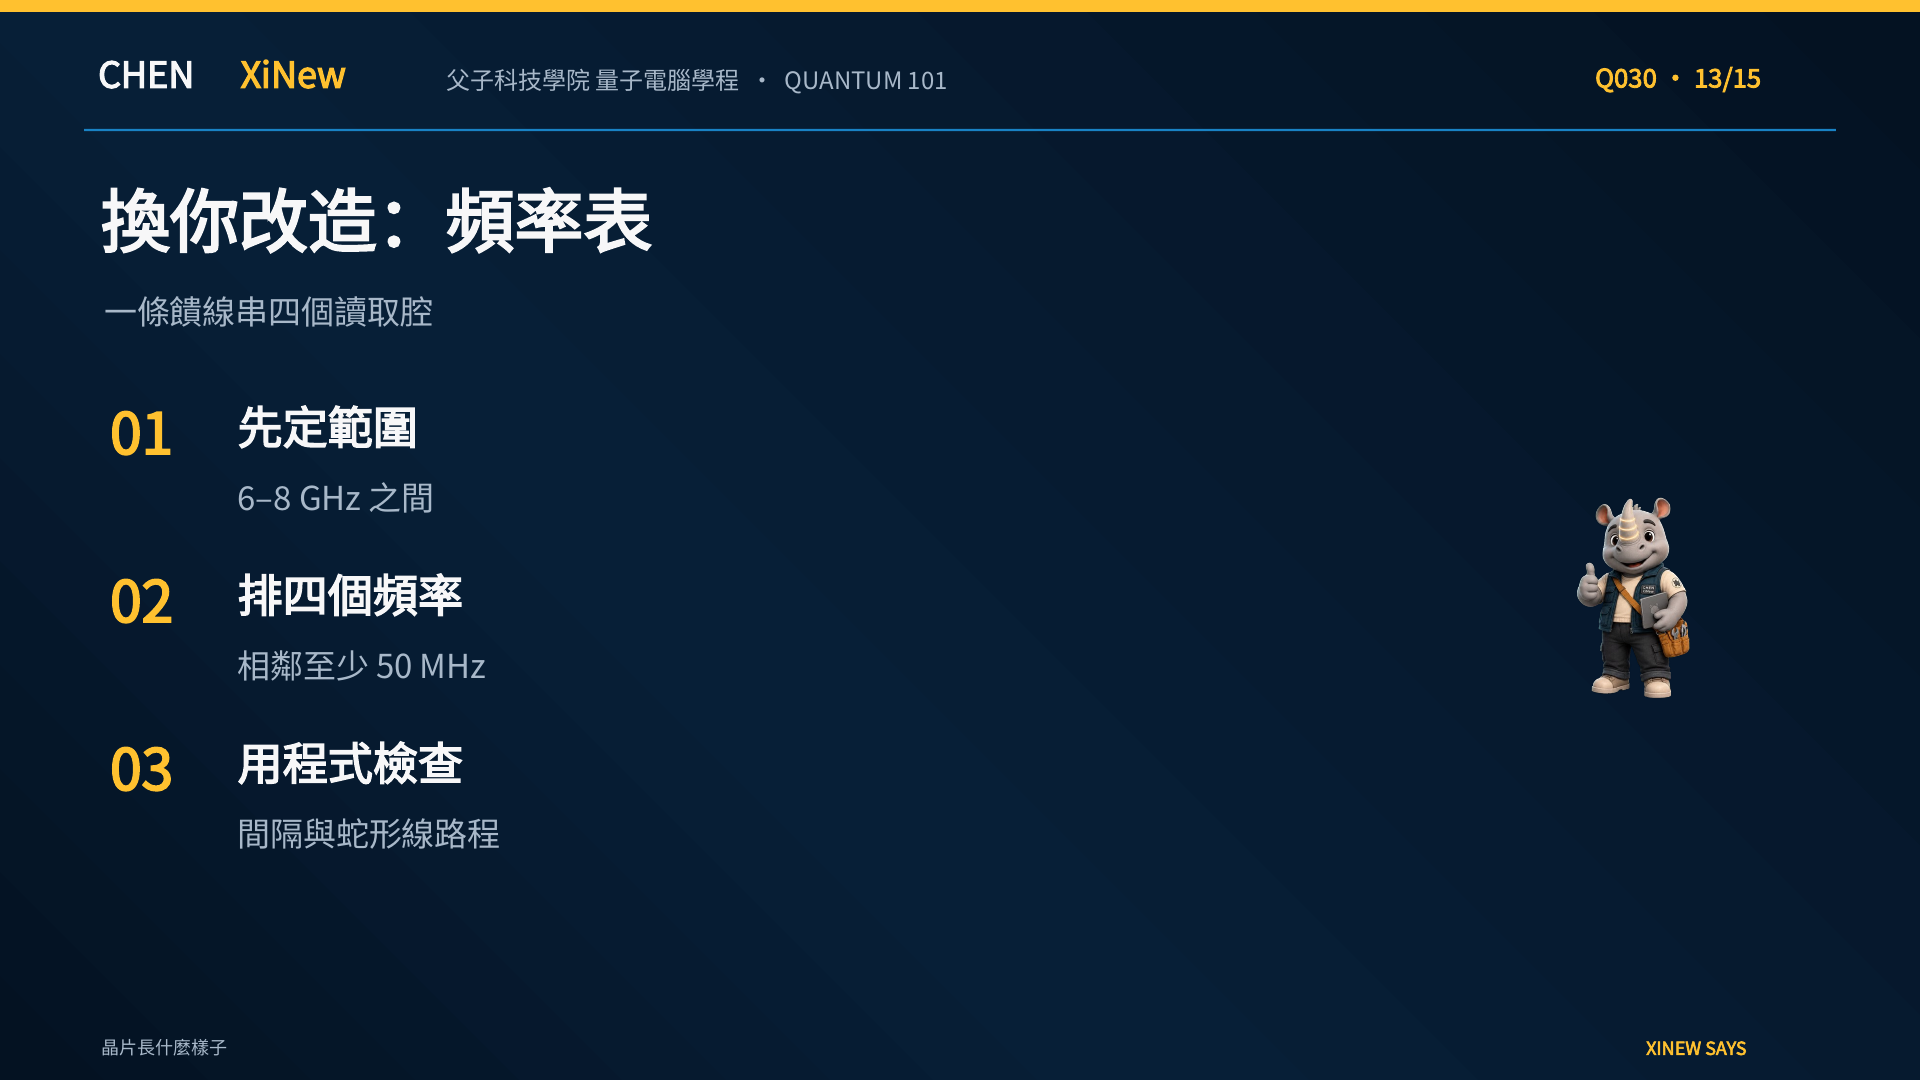 CHEN XiNew 父子科技學院 量子電腦學程 · QUANTUM 101 Q030 · 13/15
換你改造：頻率表
一條饋線串四個讀取腔
01 先定範圍
6–8 GHz 之間
02 排四個頻率
相鄰至少 50 MHz
03 用程式檢查
間隔與蛇形線路程
晶片長什麼樣子
XINEW SAYS